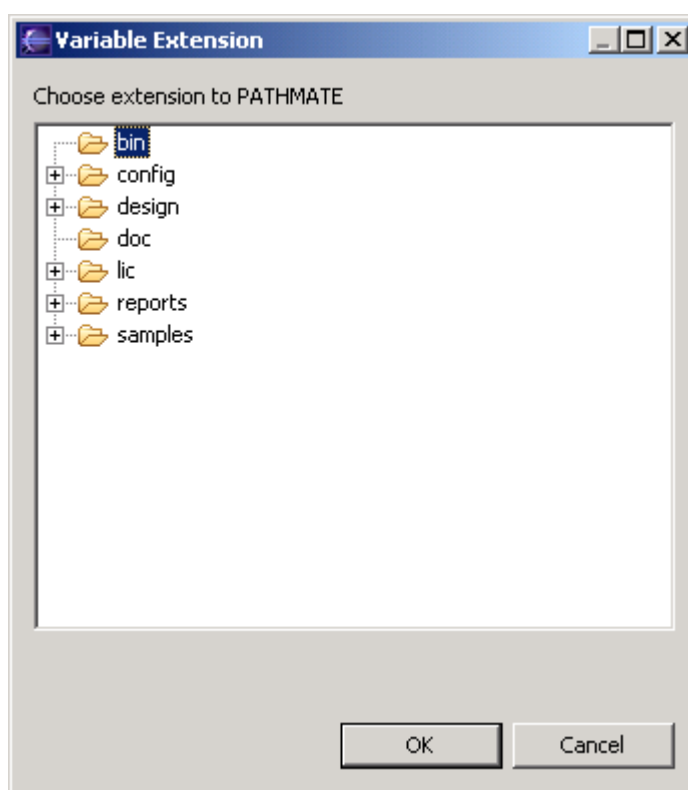 Variable Extension
Choose extension to PATHMATE
bin
config
design
doc
lic
reports
samples
OK Cancel